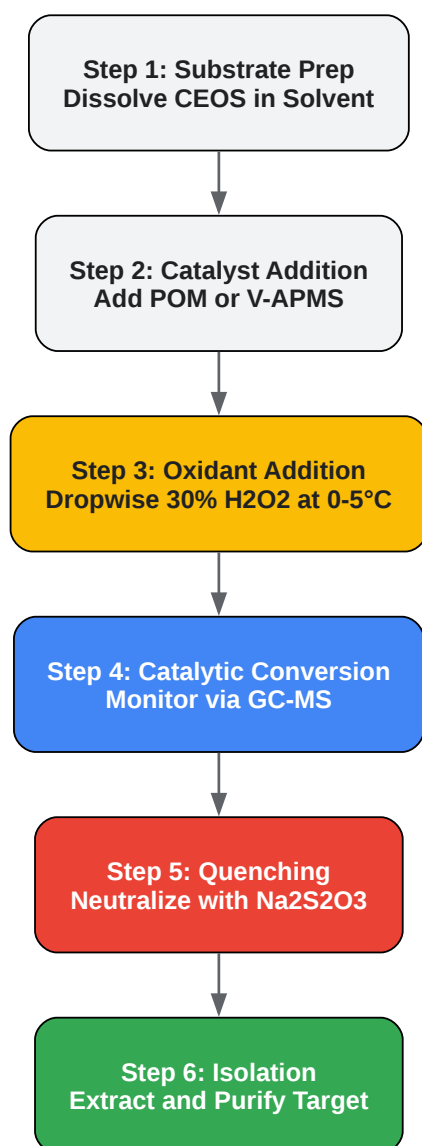 Step 1: Substrate Prep
Dissolve CEOS in Solvent
Step 2: Catalyst Addition
Add POM or V-APMS
Step 3: Oxidant Addition
Dropwise 30% H2O2 at 0-5°C
Step 4: Catalytic Conversion
Monitor via GC-MS
Step 5: Quenching
Neutralize with Na2S2O3
Step 6: Isolation
Extract and Purify Target